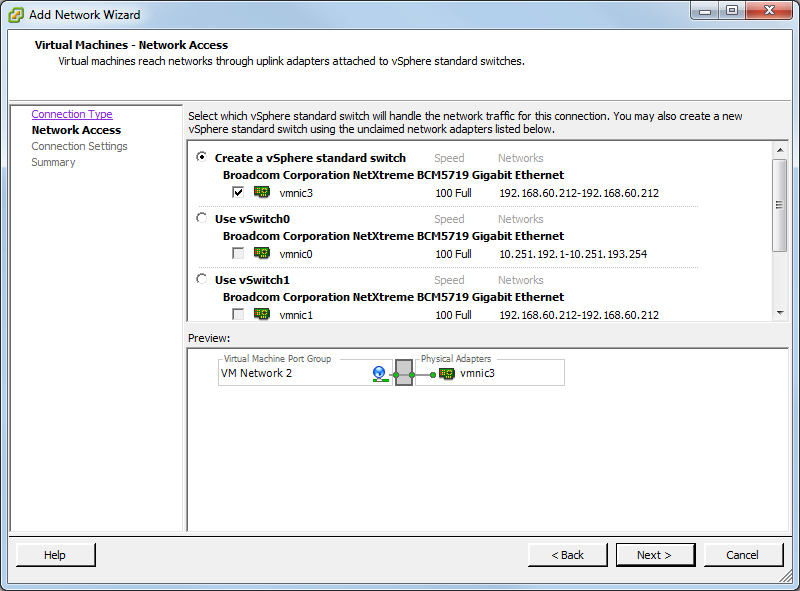 Add Network Wizard
Virtual Machines - Network Access
Virtual machines reach networks through uplink adapters attached to vSphere standard switches.
Connection Type
Network Access
Connection Settings
Summary
Select which vSphere standard switch will handle the network traffic for this connection. You may also create a new
vSphere standard switch using the unclaimed network adapters listed below.
Create a vSphere standard switch Speed Networks
Broadcom Corporation NetXtreme BCM5719 Gigabit Ethernet
vmnic3 100 Full 192.168.60.212-192.168.60.212
Use vSwitch0 Speed Networks
Broadcom Corporation NetXtreme BCM5719 Gigabit Ethernet
vmnic0 100 Full 10.251.192.1-10.251.193.254
Use vSwitch1 Speed Networks
Broadcom Corporation NetXtreme BCM5719 Gigabit Ethernet
vmnic1 100 Full 192.168.60.212-192.168.60.212
Preview:
Virtual Machine Port Group Physical Adapters
VM Network 2 vmnic3
Help < Back Next > Cancel